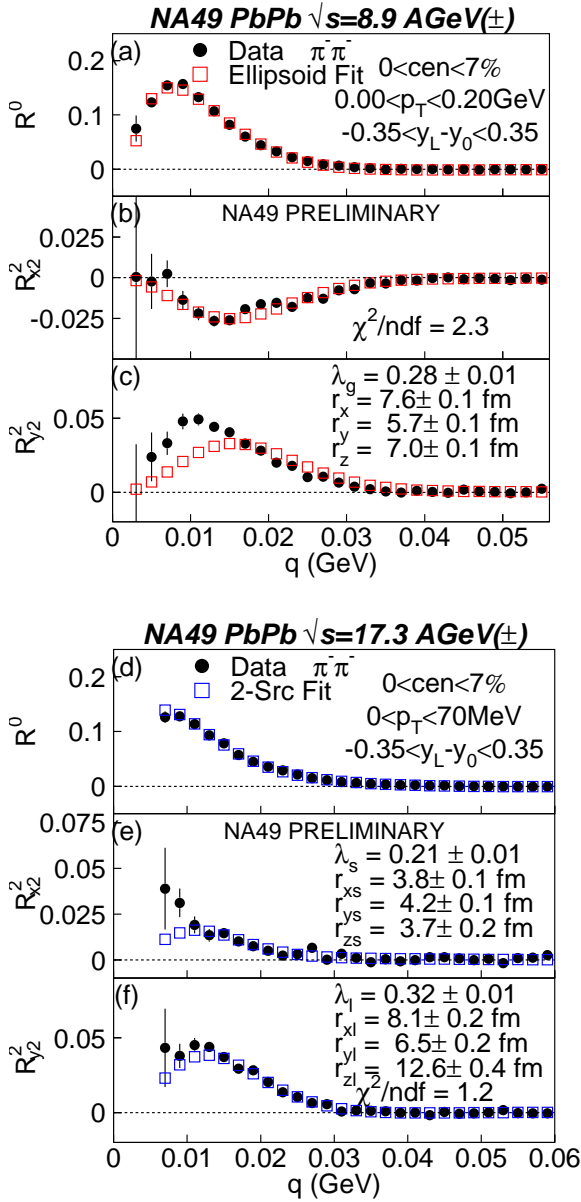 NA49 PbPb √s=8.9 AGeV(±)
(a) Data π⁻π⁻
Ellipsoid Fit
0<cen<7%
0.00<p_T<0.20GeV
-0.35<y_L-y_0<0.35
R^0
0.2
0.1
0
(b) NA49 PRELIMINARY
χ²/ndf = 2.3
R²_x2
0.025
0
-0.025
(c)
λ_g = 0.28 ± 0.01
r_x = 7.6± 0.1 fm
r_y = 5.7± 0.1 fm
r_z = 7.0± 0.1 fm
R²_y2
0.05
0
0 0.01 0.02 0.03 0.04 0.05
q (GeV)
NA49 PbPb √s=17.3 AGeV(±)
(d) Data π⁻π⁻
2-Src Fit
0<cen<7%
0<p_T<70MeV
-0.35<y_L-y_0<0.35
R^0
0.2
0.1
0
(e) NA49 PRELIMINARY
λ_s = 0.21 ± 0.01
r_xs = 3.8± 0.1 fm
r_ys = 4.2± 0.1 fm
r_zs = 3.7± 0.2 fm
R²_x2
0.075
0.05
0.025
0
(f)
λ_l = 0.32 ± 0.01
r_xl = 8.1± 0.2 fm
r_yl = 6.5± 0.2 fm
r_zl = 12.6± 0.4 fm
χ²/ndf = 1.2
R²_y2
0.05
0
0 0.01 0.02 0.03 0.04 0.05 0.06
q (GeV)